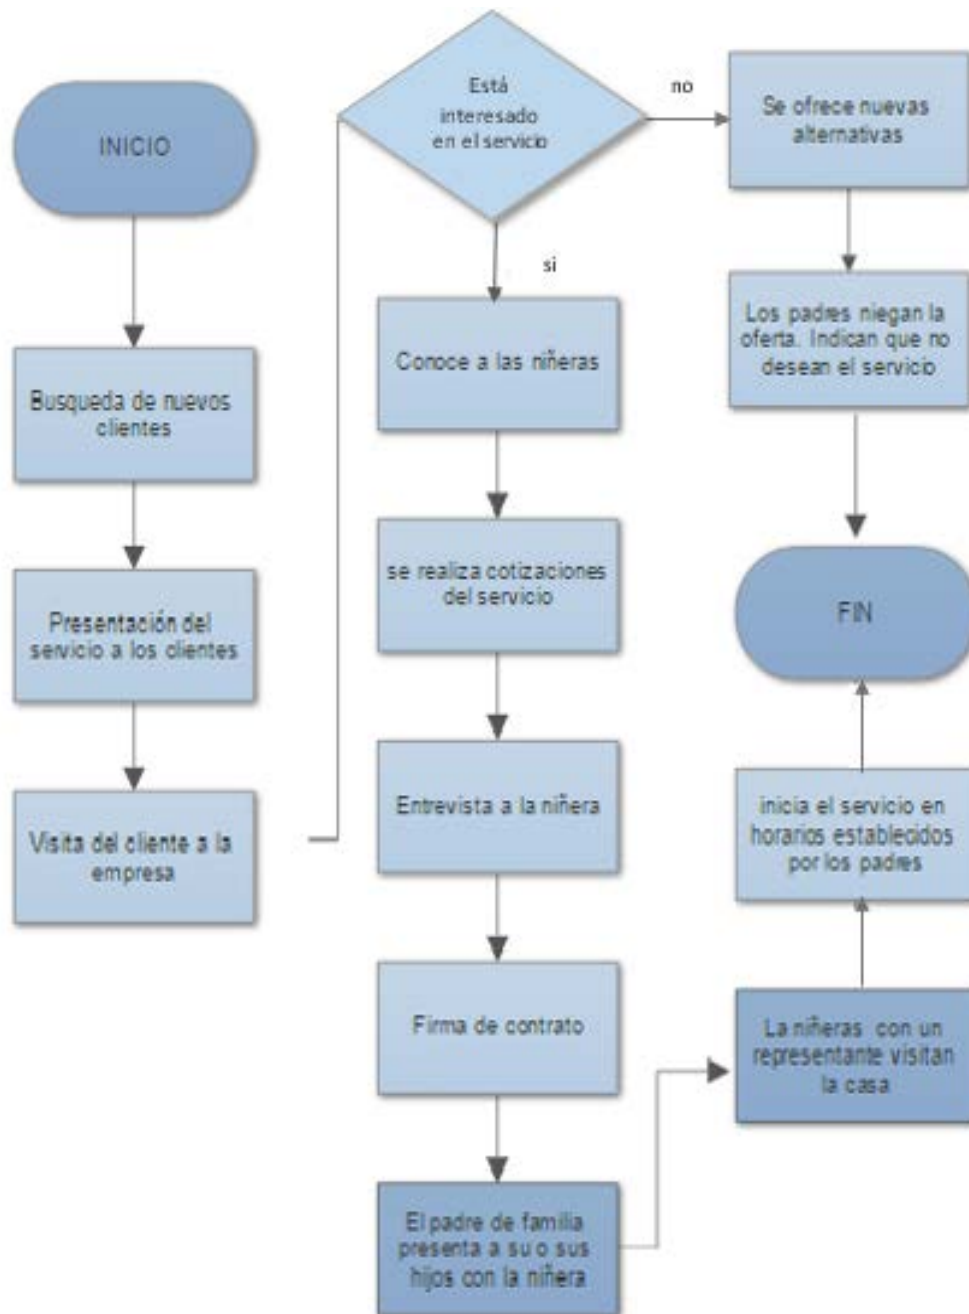 INICIO
Busqueda de nuevos
clientes
Presentación del
servicio a los clientes
Visita del cliente a la
empresa
Está
interesado
en el servicio
no
si
Conoce a las niñeras
se realiza cotizaciones
del servicio
Entrevista a la niñera
Firma de contrato
El padre de familia
presenta a su o sus
hijos con la niñera
Se ofrece nuevas
alternativas
Los padres niegan la
oferta. Indican que no
desean el servicio
FIN
inicia el servicio en
horarios establecidos
por los padres
La niñeras con un
representante visitan
la casa